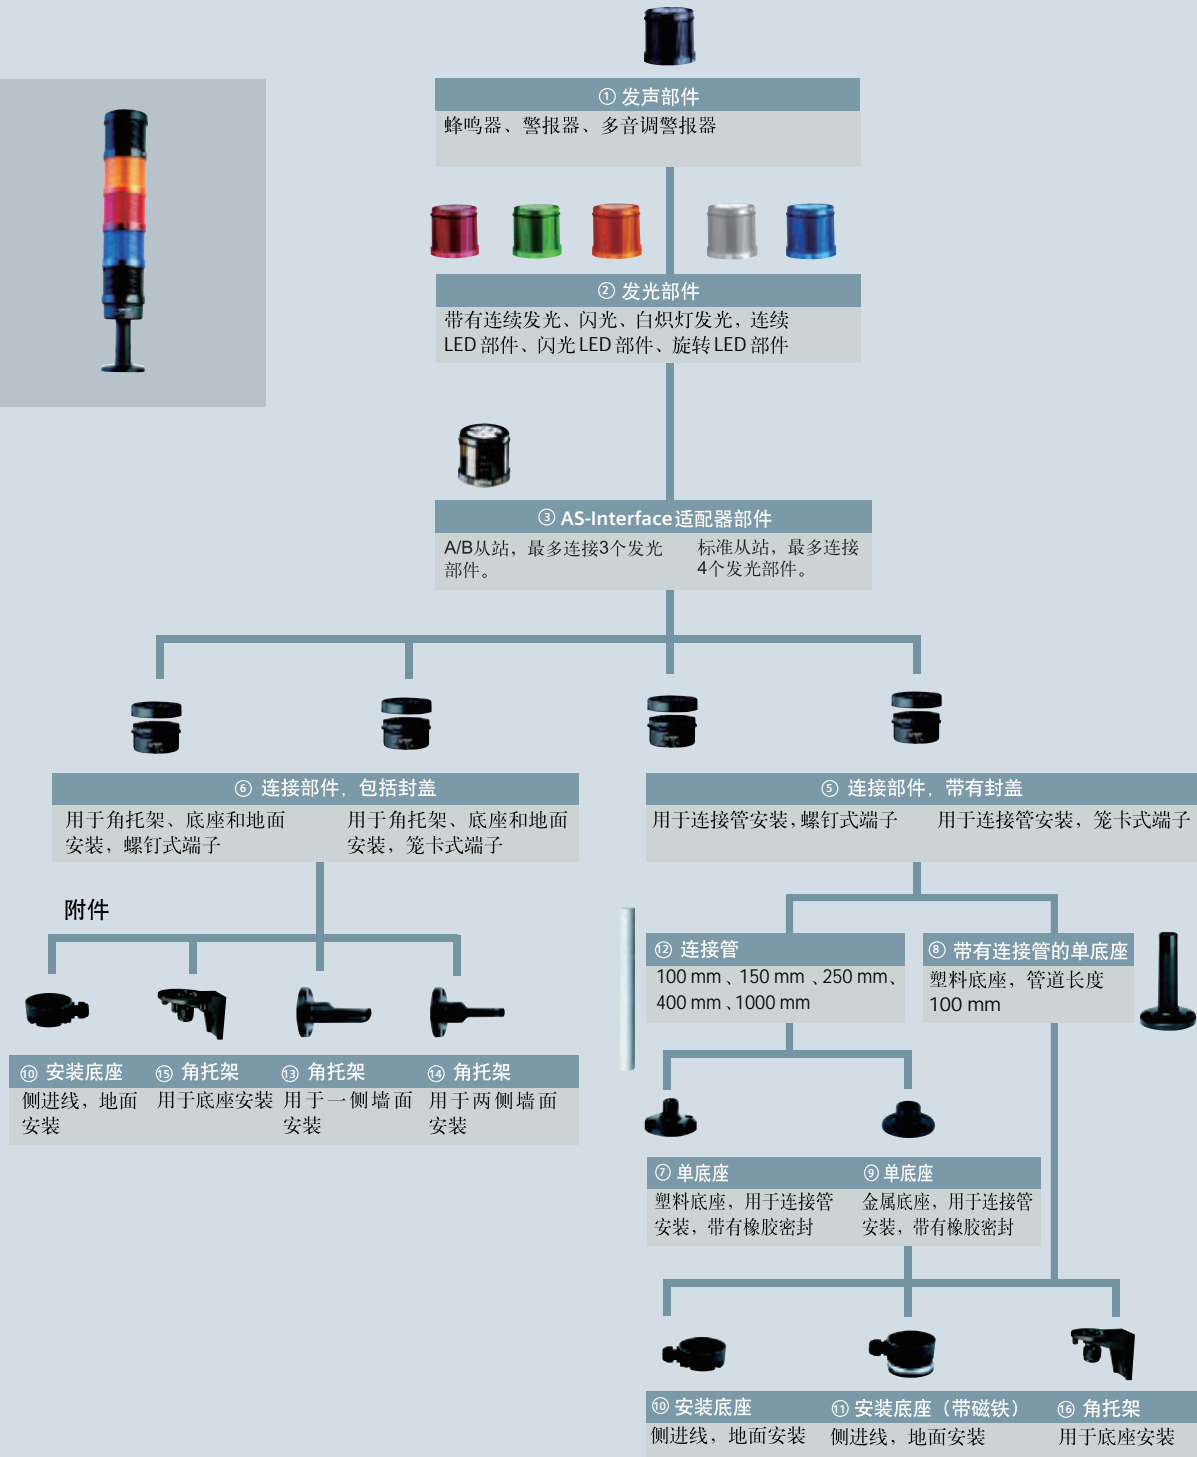 ① 发声部件
蜂鸣器、警报器、多音调警报器
② 发光部件
带有连续发光、闪光、白炽灯发光，连续
LED 部件、闪光 LED 部件、旋转 LED 部件
③ AS-Interface适配器部件
A/B从站，最多连接3个发光
部件。
标准从站，最多连接
4个发光部件。
⑥ 连接部件，包括封盖
用于角托架、底座和地面
安装，螺钉式端子
用于角托架、底座和地面
安装，笼卡式端子
⑤ 连接部件，带有封盖
用于连接管安装，螺钉式端子
用于连接管安装，笼卡式端子
附件
⑫ 连接管
100 mm、150 mm、250 mm、
400 mm、1000 mm
⑧ 带有连接管的单底座
塑料底座，管道长度
100 mm
⑩ 安装底座
侧进线，地面
安装
⑮ 角托架
用于底座安装
⑬ 角托架
用于一侧墙面
安装
⑭ 角托架
用于两侧墙面
安装
⑦ 单底座
塑料底座，用于连接管
安装，带有橡胶密封
⑨ 单底座
金属底座，用于连接管
安装，带有橡胶密封
⑩ 安装底座
侧进线，地面安装
⑪ 安装底座（带磁铁）
侧进线，地面安装
⑯ 角托架
用于底座安装